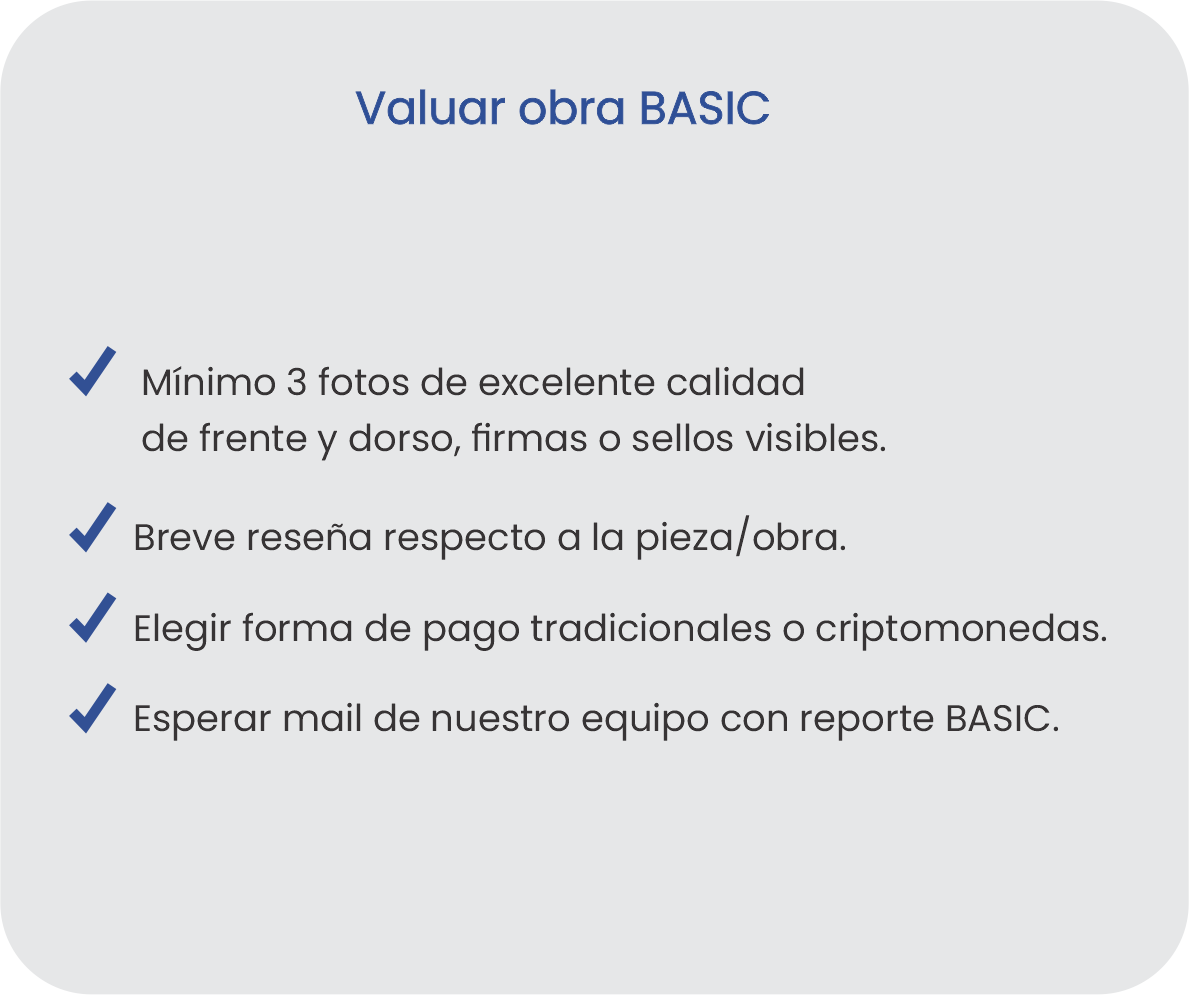 Valuar obra BASIC
Mínimo 3 fotos de excelente calidad
de frente y dorso, firmas o sellos visibles.
Breve reseña respecto a la pieza/obra.
Elegir forma de pago tradicionales o criptomonedas.
Esperar mail de nuestro equipo con reporte BASIC.